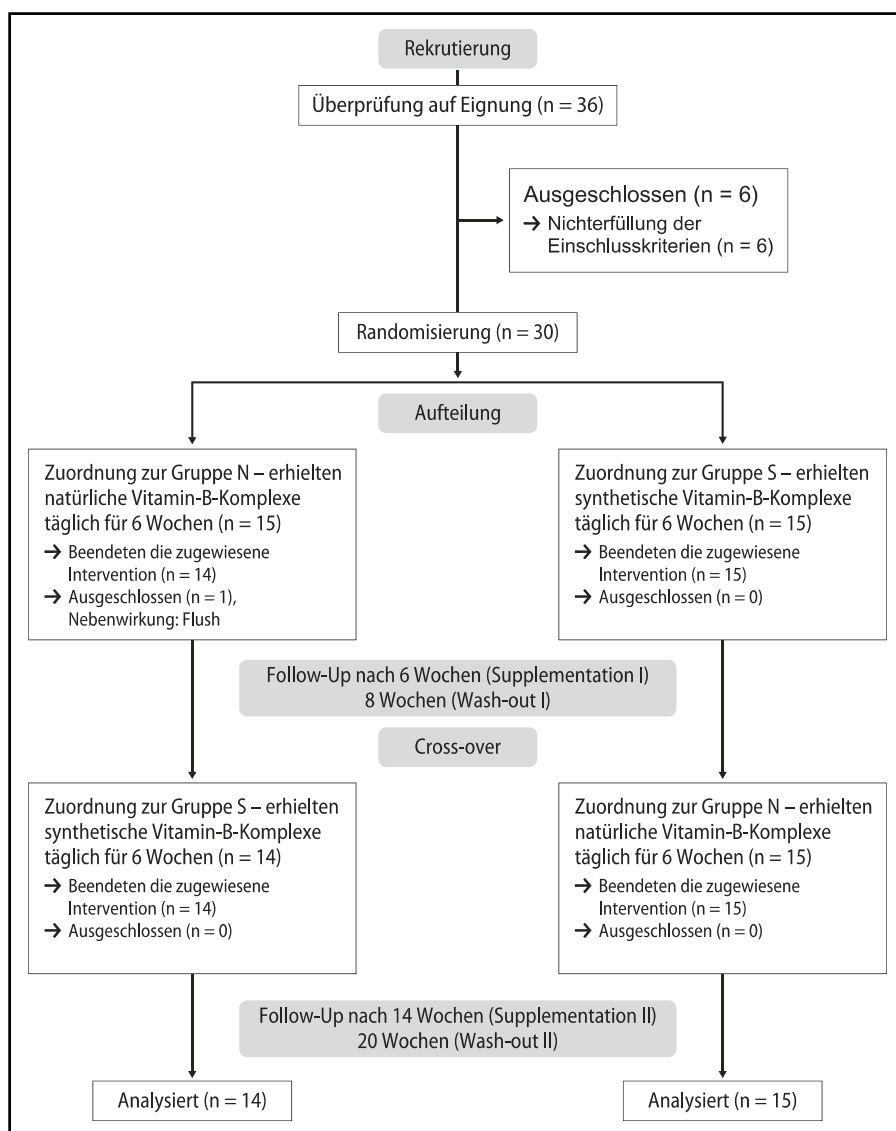 Rekrutierung
Überprüfung auf Eignung (n = 36)
Ausgeschlossen (n = 6)
→ Nichterfüllung der
Einschlusskriterien (n = 6)
Randomisierung (n = 30)
Aufteilung
Zuordnung zur Gruppe N – erhielten
natürliche Vitamin-B-Komplexe
täglich für 6 Wochen (n = 15)
→ Beendeten die zugewiesene
Intervention (n = 14)
→ Ausgeschlossen (n = 1),
Nebenwirkung: Flush
Zuordnung zur Gruppe S – erhielten
synthetische Vitamin-B-Komplexe
täglich für 6 Wochen (n = 15)
→ Beendeten die zugewiesene
Intervention (n = 15)
→ Ausgeschlossen (n = 0)
Follow-Up nach 6 Wochen (Supplementation I)
8 Wochen (Wash-out I)
Cross-over
Zuordnung zur Gruppe S – erhielten
synthetische Vitamin-B-Komplexe
täglich für 6 Wochen (n = 14)
→ Beendeten die zugewiesene
Intervention (n = 14)
→ Ausgeschlossen (n = 0)
Zuordnung zur Gruppe N – erhielten
natürliche Vitamin-B-Komplexe
täglich für 6 Wochen (n = 15)
→ Beendeten die zugewiesene
Intervention (n = 15)
→ Ausgeschlossen (n = 0)
Follow-Up nach 14 Wochen (Supplementation II)
20 Wochen (Wash-out II)
Analysiert (n = 14)
Analysiert (n = 15)